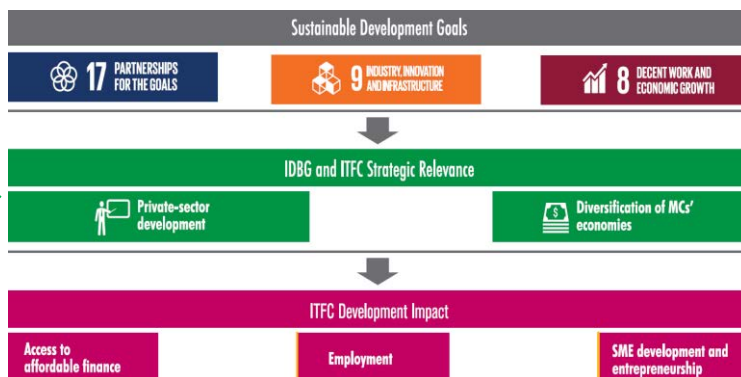 Sustainable Development Goals
17 PARTNERSHIPS
FOR THE GOALS
9 INDUSTRY, INNOVATION
AND INFRASTRUCTURE
8 DECENT WORK AND
ECONOMIC GROWTH
IDBG and ITFC Strategic Relevance
Private-sector
development
$
Diversification of MCs'
economies
ITFC Development Impact
Access to
affordable finance
Employment
SME development and
entrepreneurship